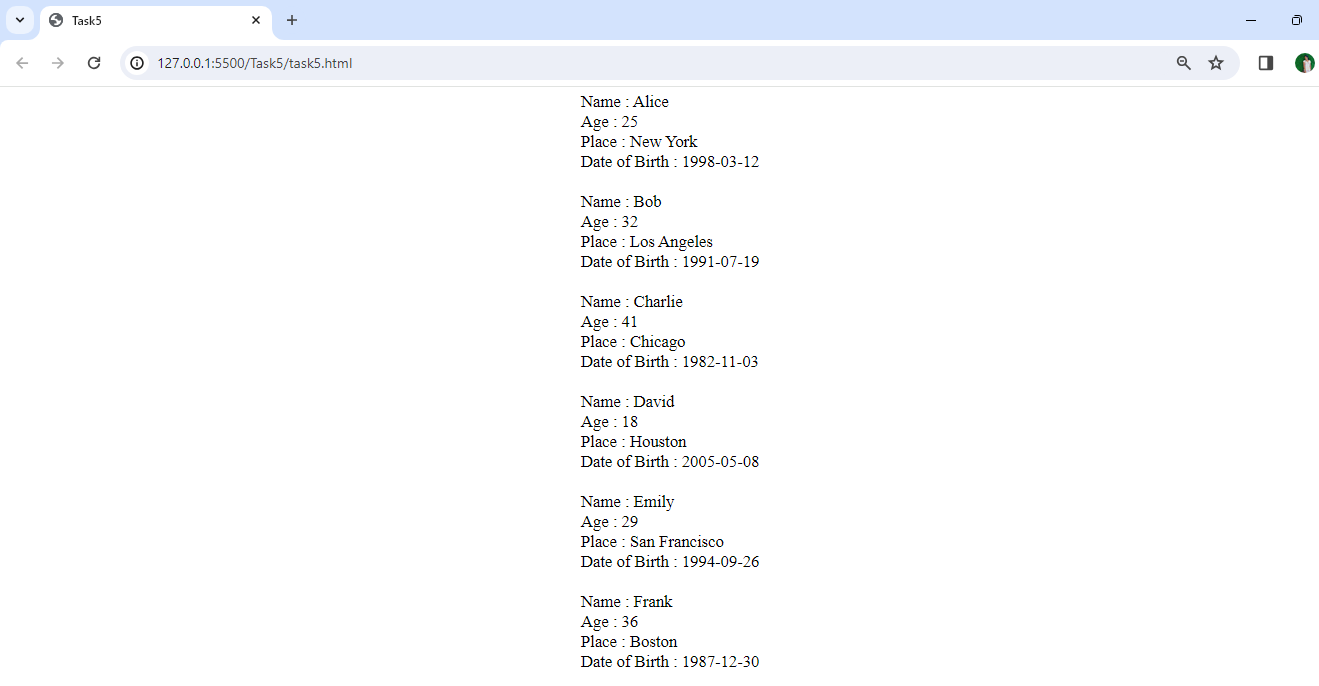 Task5
127.0.0.1:5500/Task5/task5.html
Name : Alice
Age : 25
Place : New York
Date of Birth : 1998-03-12
Name : Bob
Age : 32
Place : Los Angeles
Date of Birth : 1991-07-19
Name : Charlie
Age : 41
Place : Chicago
Date of Birth : 1982-11-03
Name : David
Age : 18
Place : Houston
Date of Birth : 2005-05-08
Name : Emily
Age : 29
Place : San Francisco
Date of Birth : 1994-09-26
Name : Frank
Age : 36
Place : Boston
Date of Birth : 1987-12-30